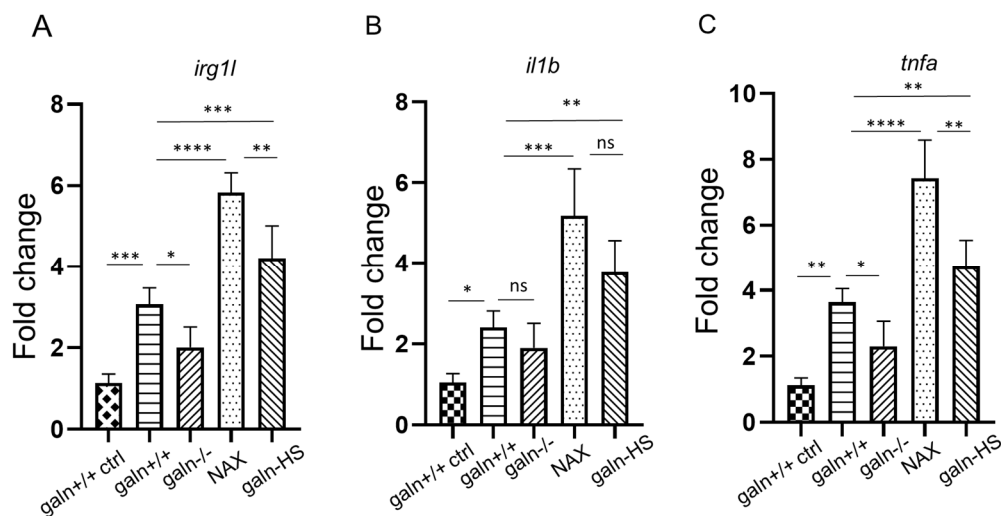 A
irg1l
8
6
4
2
0
Fold change
***
****
**
***
*
galn+/+ ctrl
galn+/+
galn-/-
NAX
galn-HS
B
il1b
8
6
4
2
0
Fold change
**
***
ns
*
ns
galn+/+ ctrl
galn+/+
galn-/-
NAX
galn-HS
C
tnfa
10
8
6
4
2
0
Fold change
**
****
**
**
*
galn+/+ ctrl
galn+/+
galn-/-
NAX
galn-HS